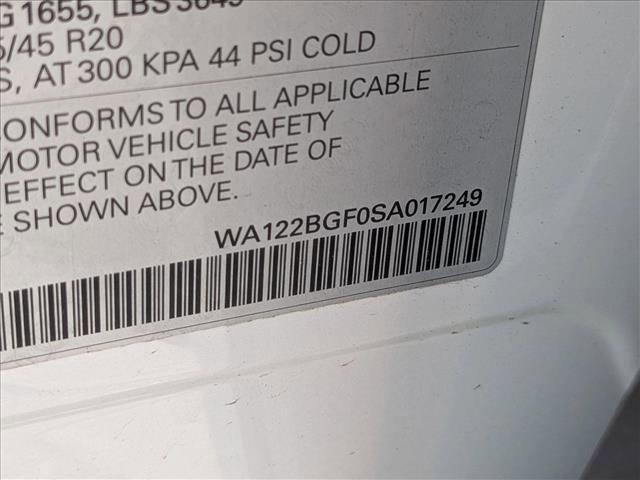 G 1655, LBS 3649
5/45 R20
S, AT 300 KPA 44 PSI COLD
CONFORMS TO ALL APPLICABLE
MOTOR VEHICLE SAFETY
EFFECT ON THE DATE OF
SHOWN ABOVE.
WA122BGF0SA017249